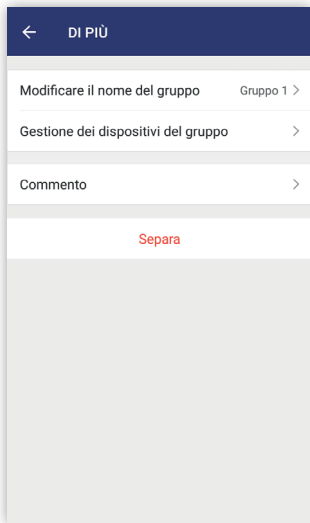 DI PIÙ
Modificare il nome del gruppo Gruppo 1
Gestione dei dispositivi del gruppo
Commento
Separa